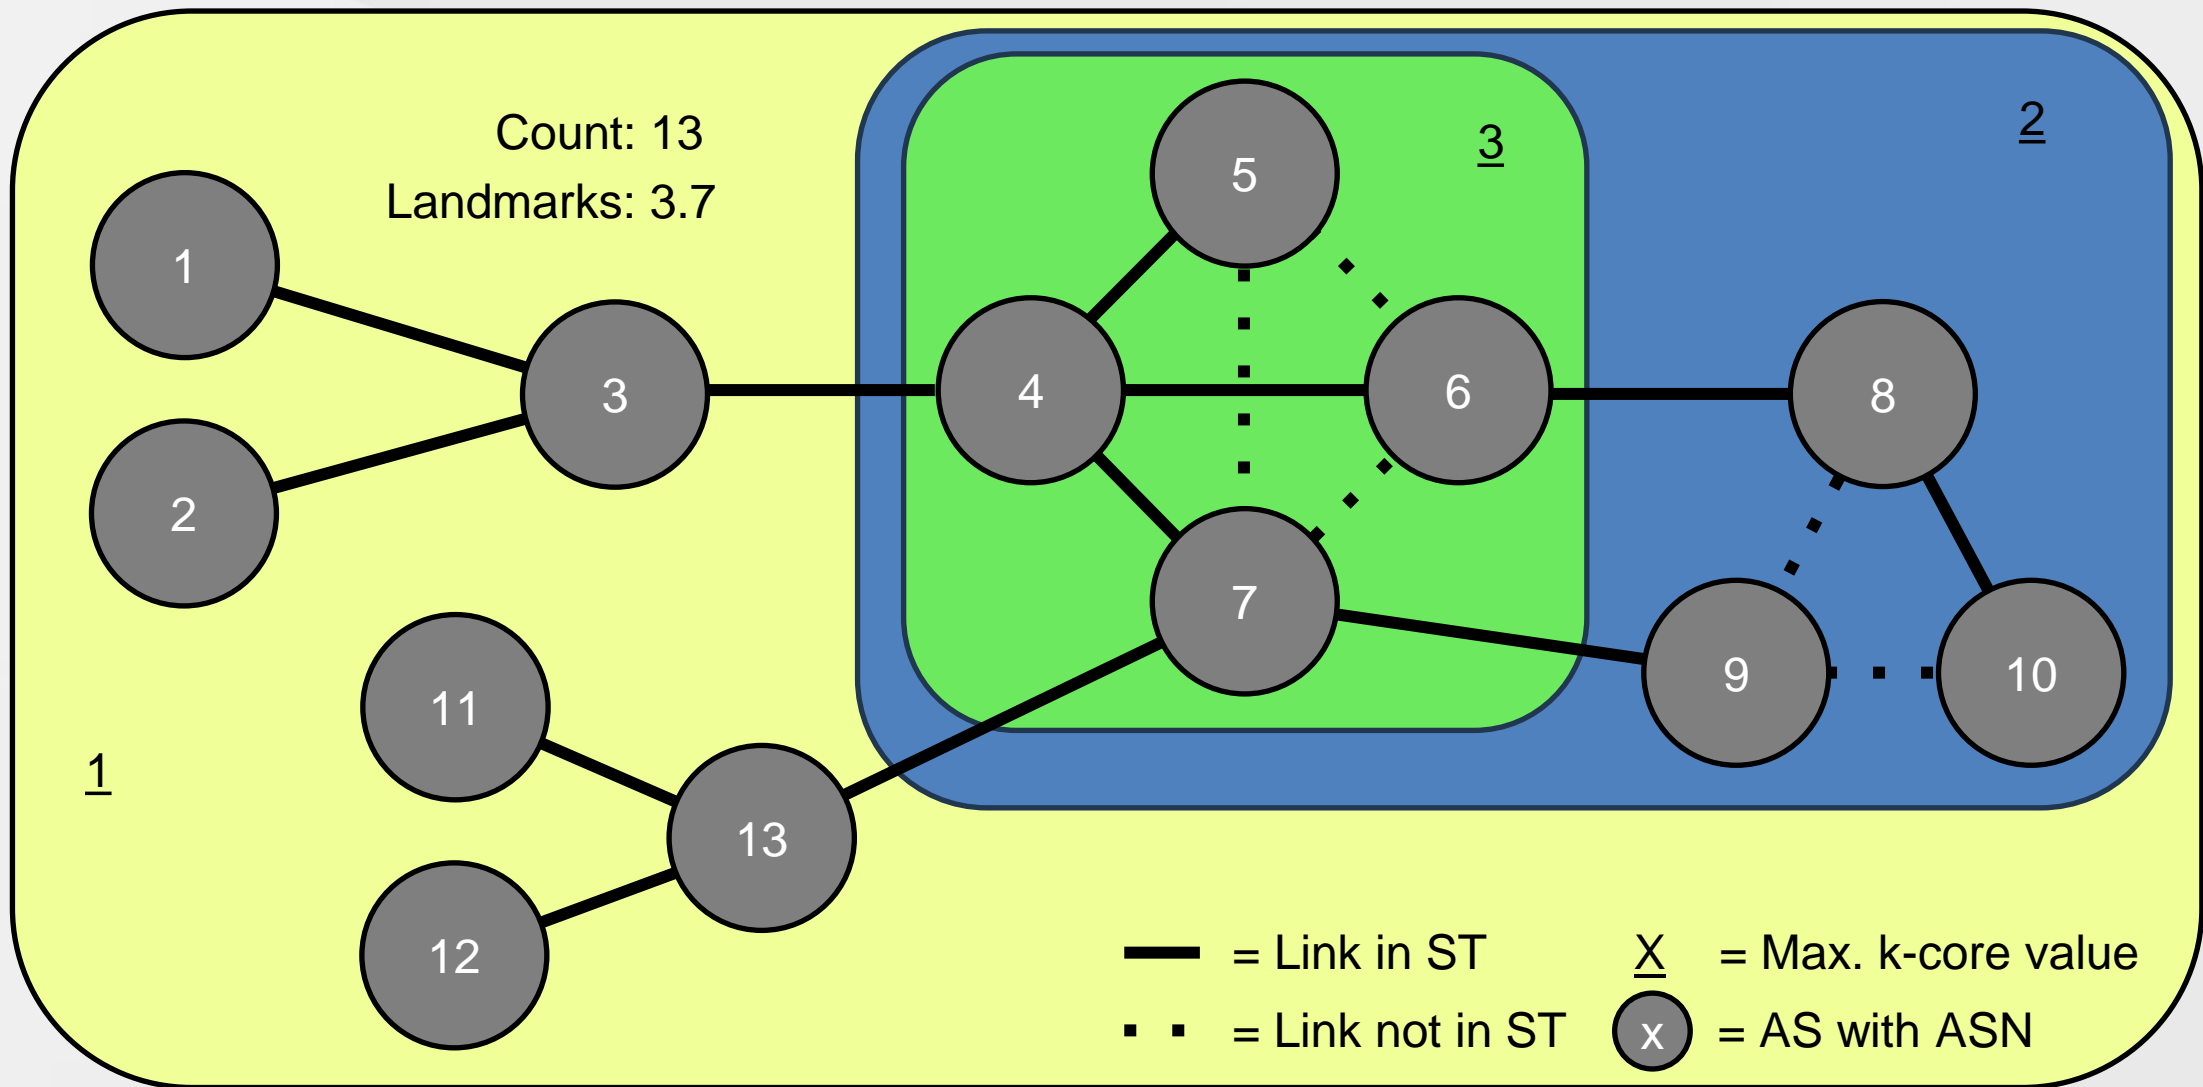 Count: 13
Landmarks: 3.7
5
3
2
1
3
4
6
8
2
7
9
10
11
1
13
12
= Link in ST
X = Max. k-core value
= Link not in ST
x = AS with ASN